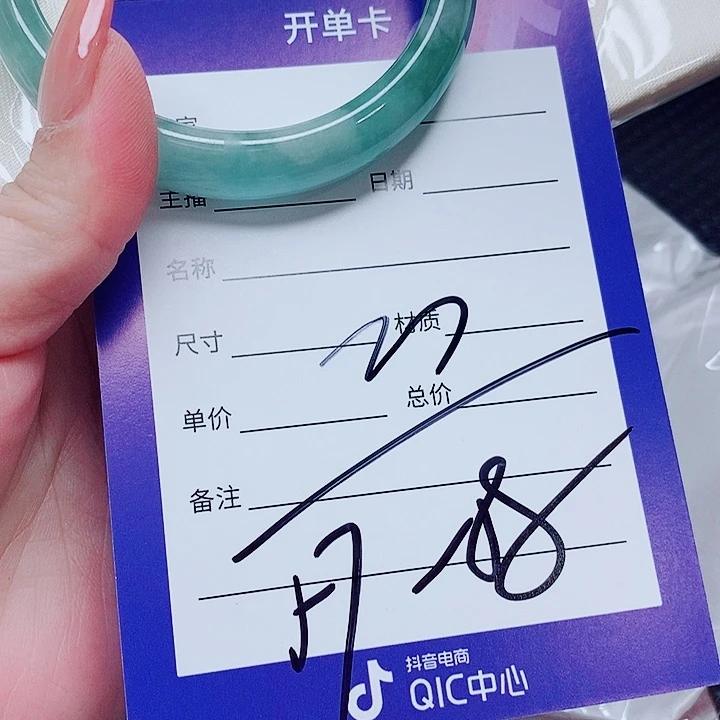 开单卡
主播 日期
名称
尺寸 材质
单价 总价
备注
抖音电商
QIC中心